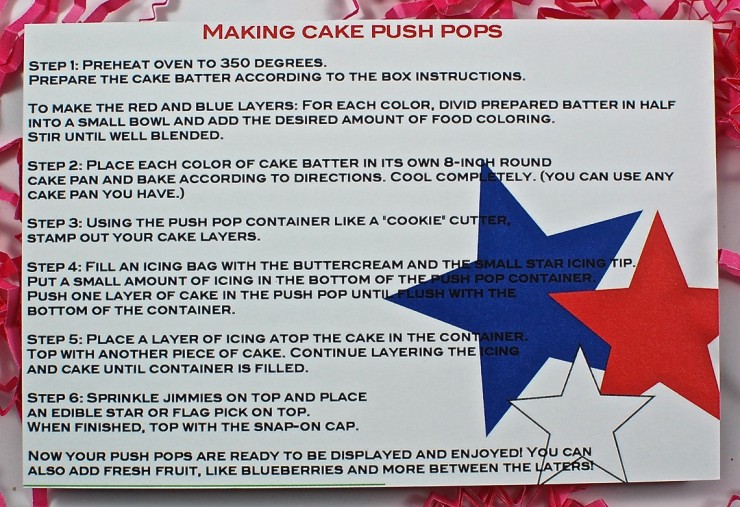 MAKING CAKE PUSH POPS
STEP 1: PREHEAT OVEN TO 350 DEGREES.
PREPARE THE CAKE BATTER ACCORDING TO THE BOX INSTRUCTIONS.
TO MAKE THE RED AND BLUE LAYERS: FOR EACH COLOR, DIVID PREPARED BATTER IN HALF
INTO A SMALL BOWL AND ADD THE DESIRED AMOUNT OF FOOD COLORING.
STIR UNTIL WELL BLENDED.
STEP 2: PLACE EACH COLOR OF CAKE BATTER IN ITS OWN 8-INCH ROUND
CAKE PAN AND BAKE ACCORDING TO DIRECTIONS. COOL COMPLETELY. (YOU CAN USE ANY
CAKE PAN YOU HAVE.)
STEP 3: USING THE PUSH POP CONTAINER LIKE A "COOKIE" CUTTER,
STAMP OUT YOUR CAKE LAYERS.
STEP 4: FILL AN ICING BAG WITH THE BUTTERCREAM AND THE SMALL STAR ICING TIP.
PUT A SMALL AMOUNT OF ICING IN THE BOTTOM OF THE PUSH POP CONTAINER.
PUSH ONE LAYER OF CAKE IN THE PUSH POP UNTIL FLUSH WITH THE
BOTTOM OF THE CONTAINER.
STEP 5: PLACE A LAYER OF ICING ATOP THE CAKE IN THE CONTAINER.
TOP WITH ANOTHER PIECE OF CAKE. CONTINUE LAYERING THE ICING
AND CAKE UNTIL CONTAINER IS FILLED.
STEP 6: SPRINKLE JIMMIES ON TOP AND PLACE
AN EDIBLE STAR OR FLAG PICK ON TOP.
WHEN FINISHED, TOP WITH THE SNAP-ON CAP.
NOW YOUR PUSH POPS ARE READY TO BE DISPLAYED AND ENJOYED! YOU CAN
ALSO ADD FRESH FRUIT, LIKE BLUEBERRIES AND MORE BETWEEN THE LATERS!